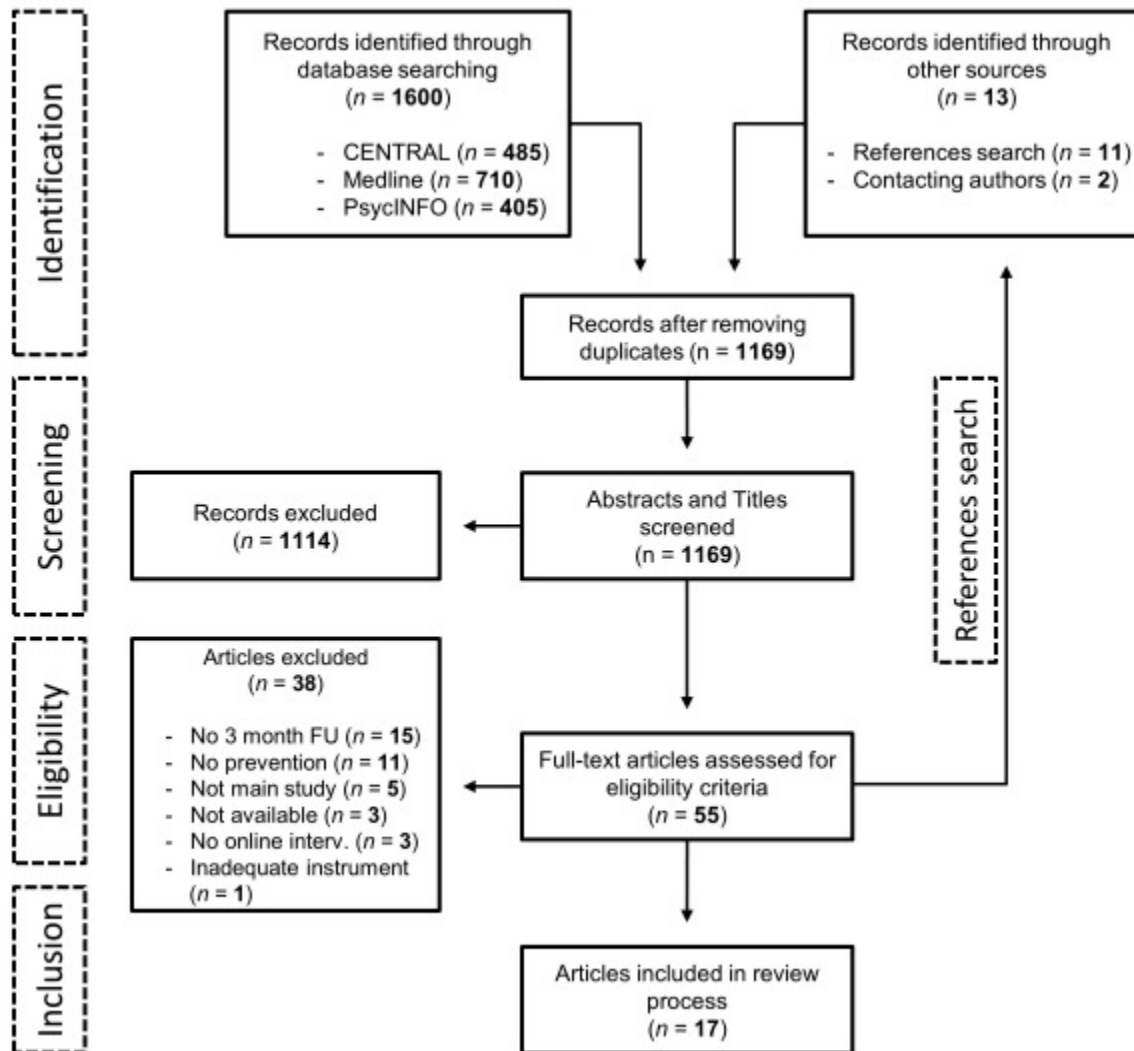 Identification
Records identified through
database searching
(n = 1600)
- CENTRAL (n = 485)
- Medline (n = 710)
- PsycINFO (n = 405)
Records identified through
other sources
(n = 13)
- References search (n = 11)
- Contacting authors (n = 2)
Records after removing
duplicates (n = 1169)
Screening
Abstracts and Titles
screened
(n = 1169)
Records excluded
(n = 1114)
References search
Eligibility
Articles excluded
(n = 38)
- No 3 month FU (n = 15)
- No prevention (n = 11)
- Not main study (n = 5)
- Not available (n = 3)
- No online interv. (n = 3)
- Inadequate instrument
(n = 1)
Full-text articles assessed for
eligibility criteria
(n = 55)
Inclusion
Articles included in review
process
(n = 17)